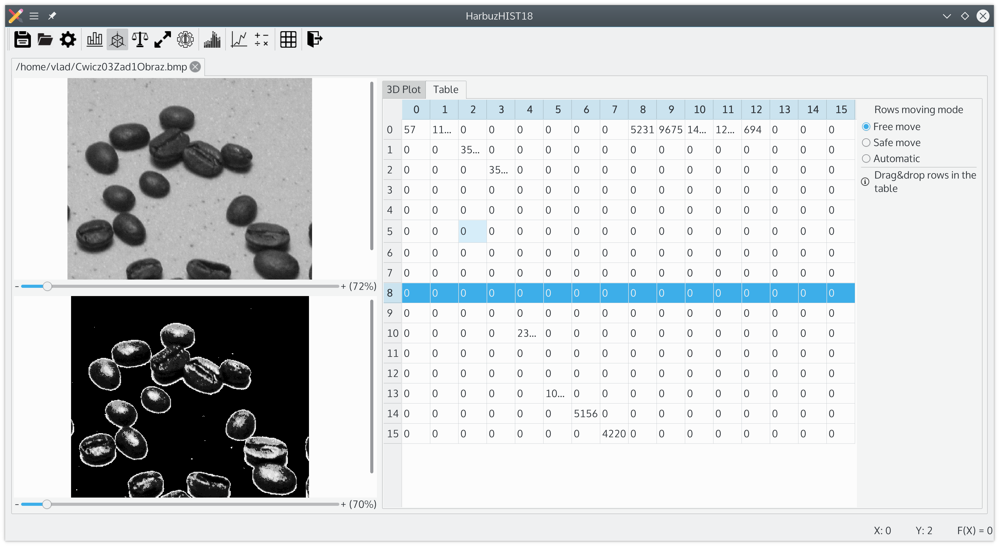 HarbuzHIST18
/home/vlad/Cwicz03Zad1Obraz.bmp
3D Plot Table
0 1 2 3 4 5 6 7 8 9 10 11 12 13 14 15
0 57 11... 0 0 0 0 0 0 5231 9675 14... 12... 694 0 0 0
1 0 0 35... 0 0 0 0 0 0 0 0 0 0 0 0 0
2 0 0 0 35... 0 0 0 0 0 0 0 0 0 0 0 0
3 0 0 0 0 0 0 0 0 0 0 0 0 0 0 0 0
4 0 0 0 0 0 0 0 0 0 0 0 0 0 0 0 0
5 0 0 0 0 0 0 0 0 0 0 0 0 0 0 0 0
6 0 0 0 0 0 0 0 0 0 0 0 0 0 0 0 0
7 0 0 0 0 0 0 0 0 0 0 0 0 0 0 0 0
8 0 0 0 0 0 0 0 0 0 0 0 0 0 0 0 0
9 0 0 0 0 0 0 0 0 0 0 0 0 0 0 0 0
10 0 0 0 0 23... 0 0 0 0 0 0 0 0 0 0 0
11 0 0 0 0 0 0 0 0 0 0 0 0 0 0 0 0
12 0 0 0 0 0 0 0 0 0 0 0 0 0 0 0 0
13 0 0 0 0 0 10... 0 0 0 0 0 0 0 0 0 0
14 0 0 0 0 0 0 5156 0 0 0 0 0 0 0 0 0
15 0 0 0 0 0 0 0 4220 0 0 0 0 0 0 0 0
Rows moving mode
Free move
Safe move
Automatic
Drag&drop rows in the
table
- + (72%)
- + (70%)
X: 0 Y: 2 F(X) = 0